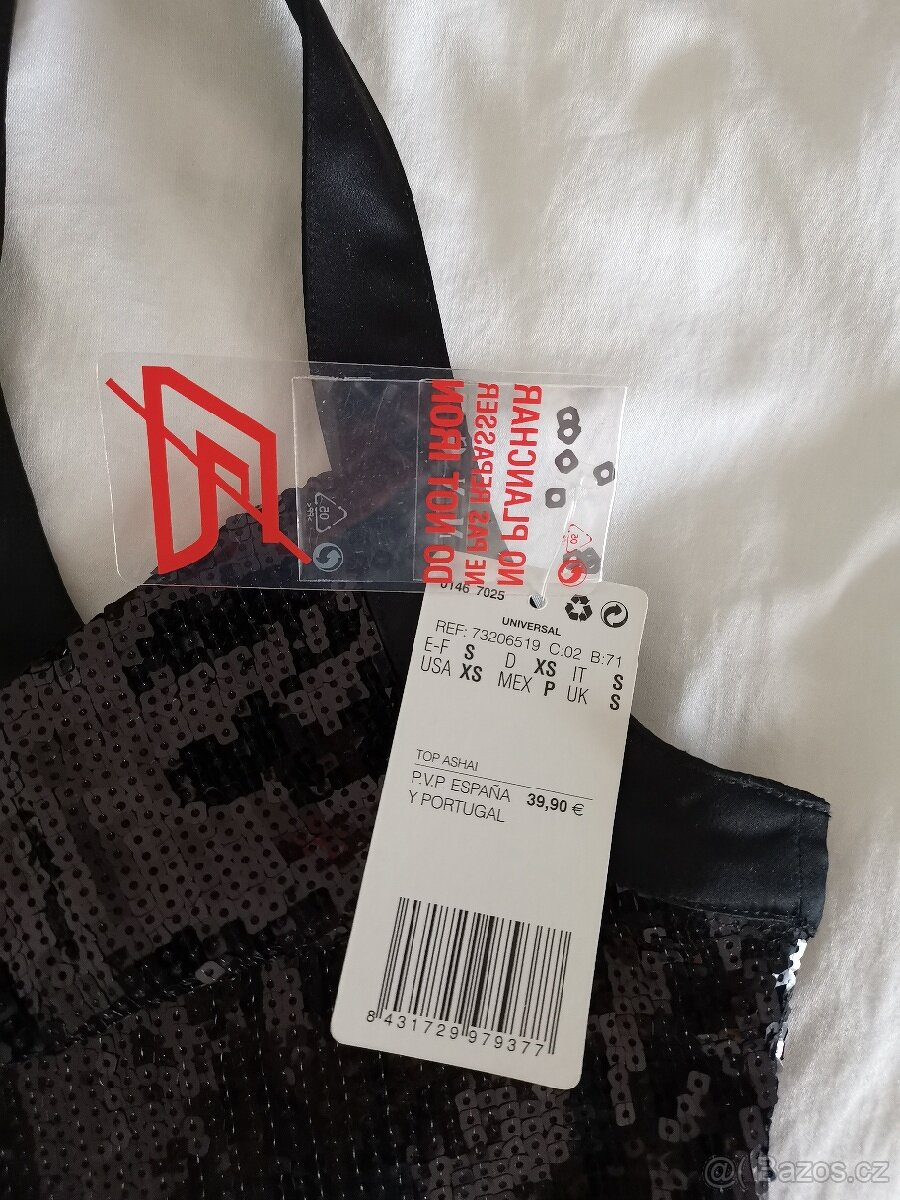 DO NOT IRON
NE PAS REPASSER
NO PLANCHAR
0146 7025
UNIVERSAL
REF: 73206519 C.02 B:71
E-F S D XS IT S
USA XS MEX P UK S
TOP ASHAI
P.V.P ESPAÑA 39,90 €
Y PORTUGAL
8 431729 979377
@ Bazos.cz